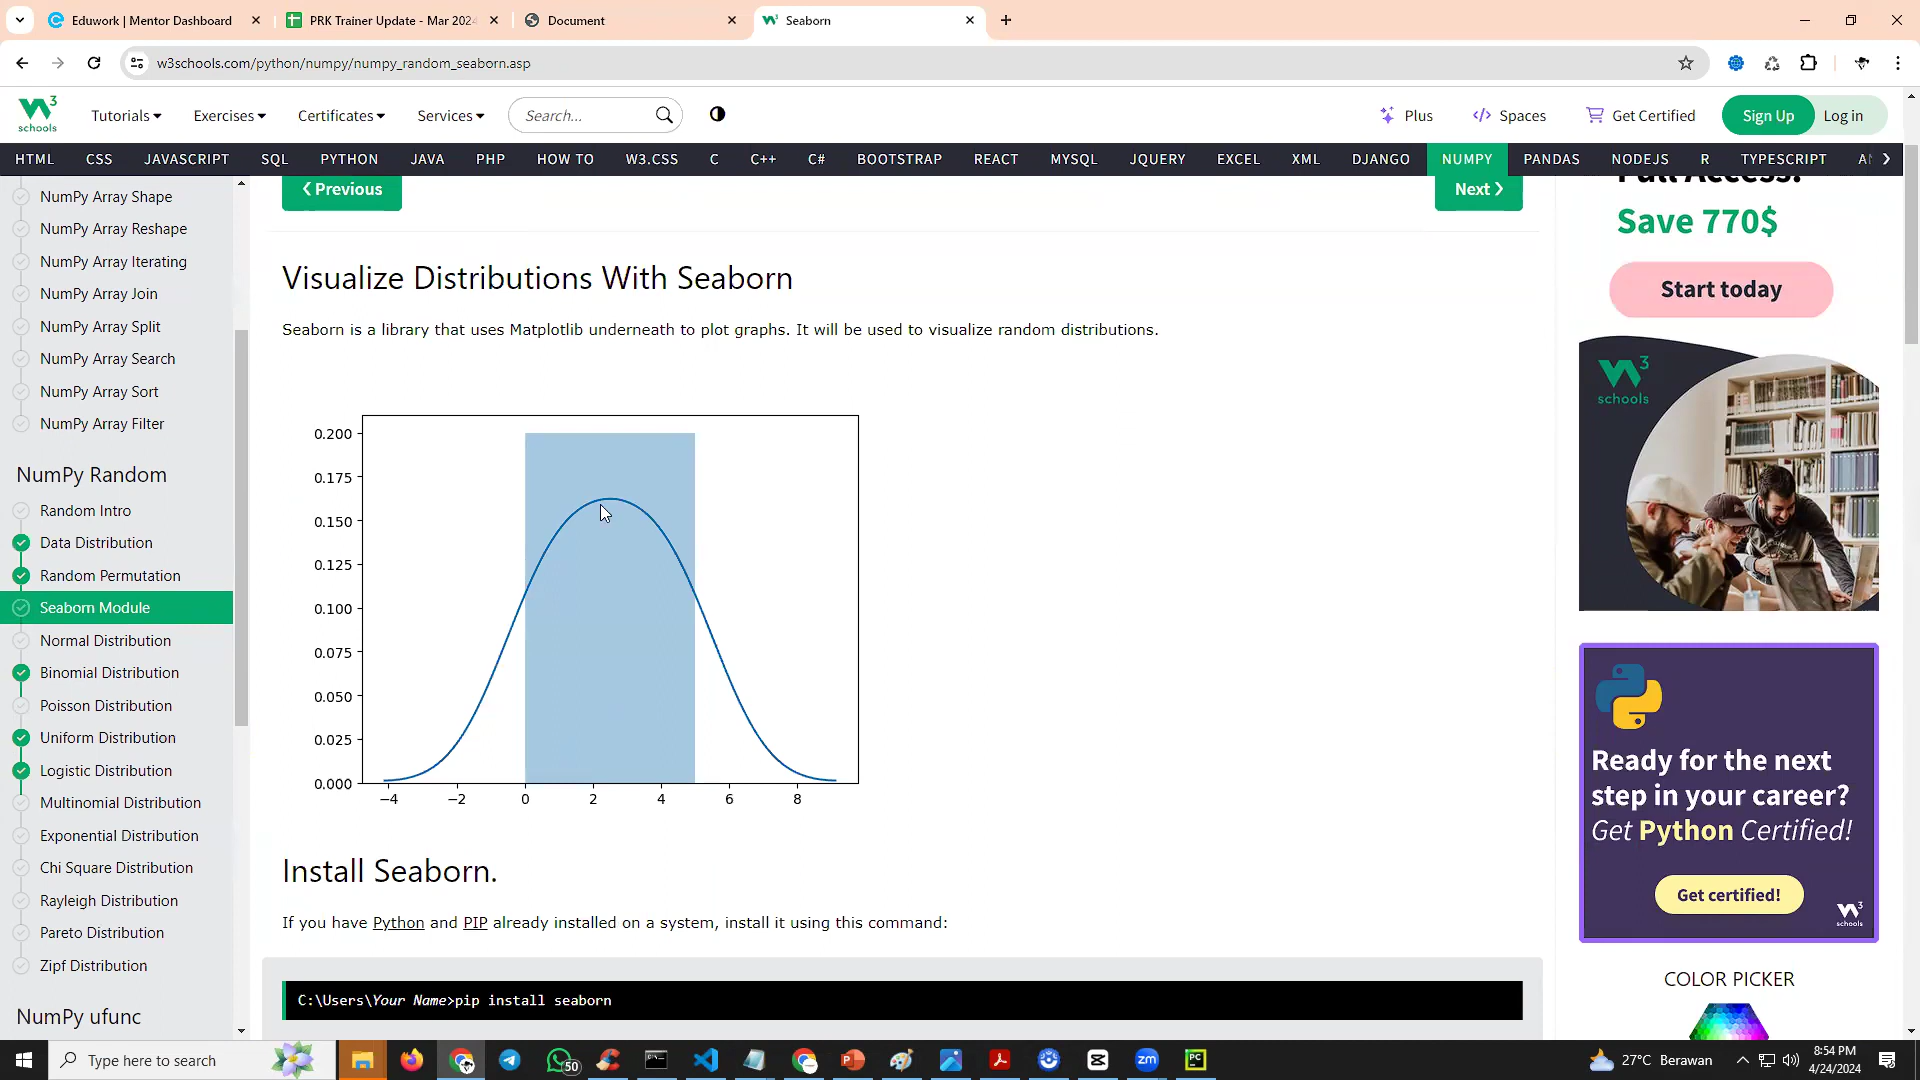 Eduwork | Mentor Dashboard
PRK Trainer Update - Mar 2024
Document
Seaborn
w3schools.com/python/numpy/numpy_random_seaborn.asp
W3 schools
Tutorials
Exercises
Certificates
Services
Search...
Plus
Spaces
Get Certified
Sign Up
Log in
HTML CSS JAVASCRIPT SQL PYTHON JAVA PHP HOW TO W3.CSS C C++ C# BOOTSTRAP REACT MYSQL JQUERY EXCEL XML DJANGO NUMPY PANDAS NODEJS R TYPESCRIPT
NumPy Array Shape
NumPy Array Reshape
NumPy Array Iterating
NumPy Array Join
NumPy Array Split
NumPy Array Search
NumPy Array Sort
NumPy Array Filter
NumPy Random
Random Intro
Data Distribution
Random Permutation
Seaborn Module
Normal Distribution
Binomial Distribution
Poisson Distribution
Uniform Distribution
Logistic Distribution
Multinomial Distribution
Exponential Distribution
Chi Square Distribution
Rayleigh Distribution
Pareto Distribution
Zipf Distribution
NumPy ufunc
❮ Previous
Next ❯
Visualize Distributions With Seaborn
Seaborn is a library that uses Matplotlib underneath to plot graphs. It will be used to visualize random distributions.
0.200
0.175
0.150
0.125
0.100
0.075
0.050
0.025
0.000
−4 −2 0 2 4 6 8
Install Seaborn.
If you have Python and PIP already installed on a system, install it using this command:
C:\Users\Your Name>pip install seaborn
Full Access!
Save 770$
Start today
W3 schools
Ready for the next
step in your career?
Get Python Certified!
Get certified!
W3 schools
COLOR PICKER
Type here to search
50
zm
PC
27°C Berawan
8:54 PM
4/24/2024